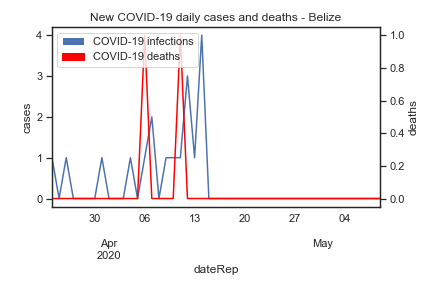 New COVID-19 daily cases and deaths - Belize
COVID-19 infections
COVID-19 deaths
cases
4
3
2
1
0
deaths
1.0
0.8
0.6
0.4
0.2
0.0
30 06 13 20 27 04
Apr May
2020
dateRep